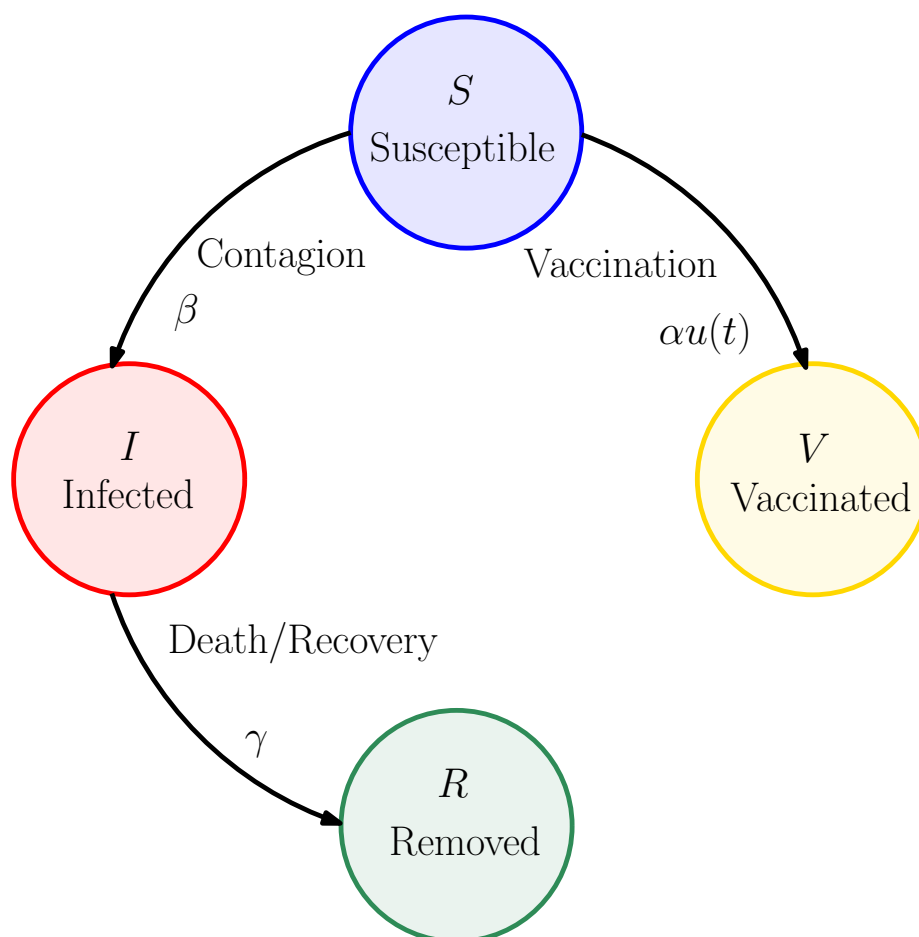 S
Susceptible
Contagion
Vaccination
β
αu(t)
I
Infected
V
Vaccinated
Death/Recovery
γ
R
Removed